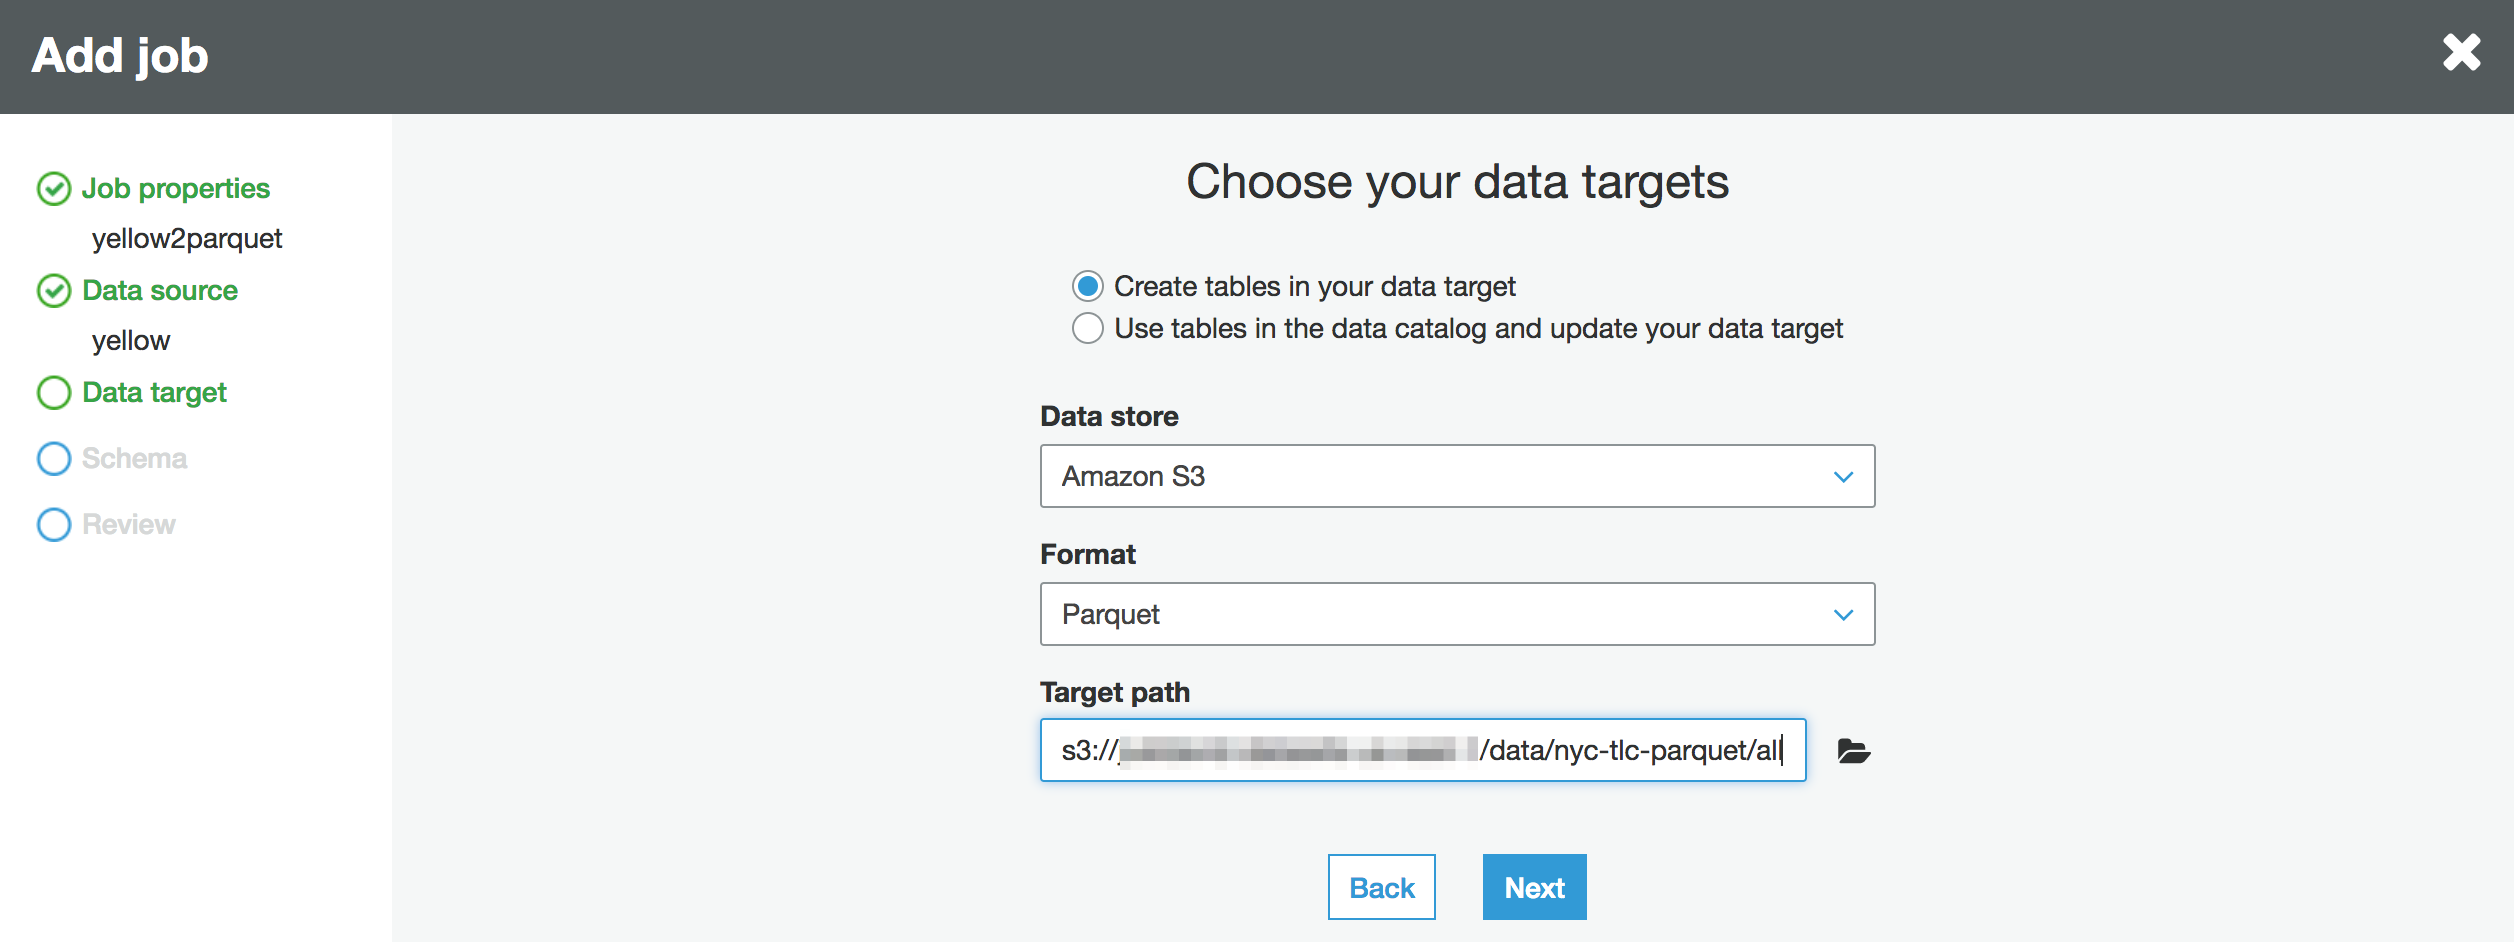 Add job
Job properties
yellow2parquet
Data source
yellow
Data target
Schema
Review
Choose your data targets
Create tables in your data target
Use tables in the data catalog and update your data target
Data store
Amazon S3
Format
Parquet
Target path
s3:// /data/nyc-tlc-parquet/all
Back
Next